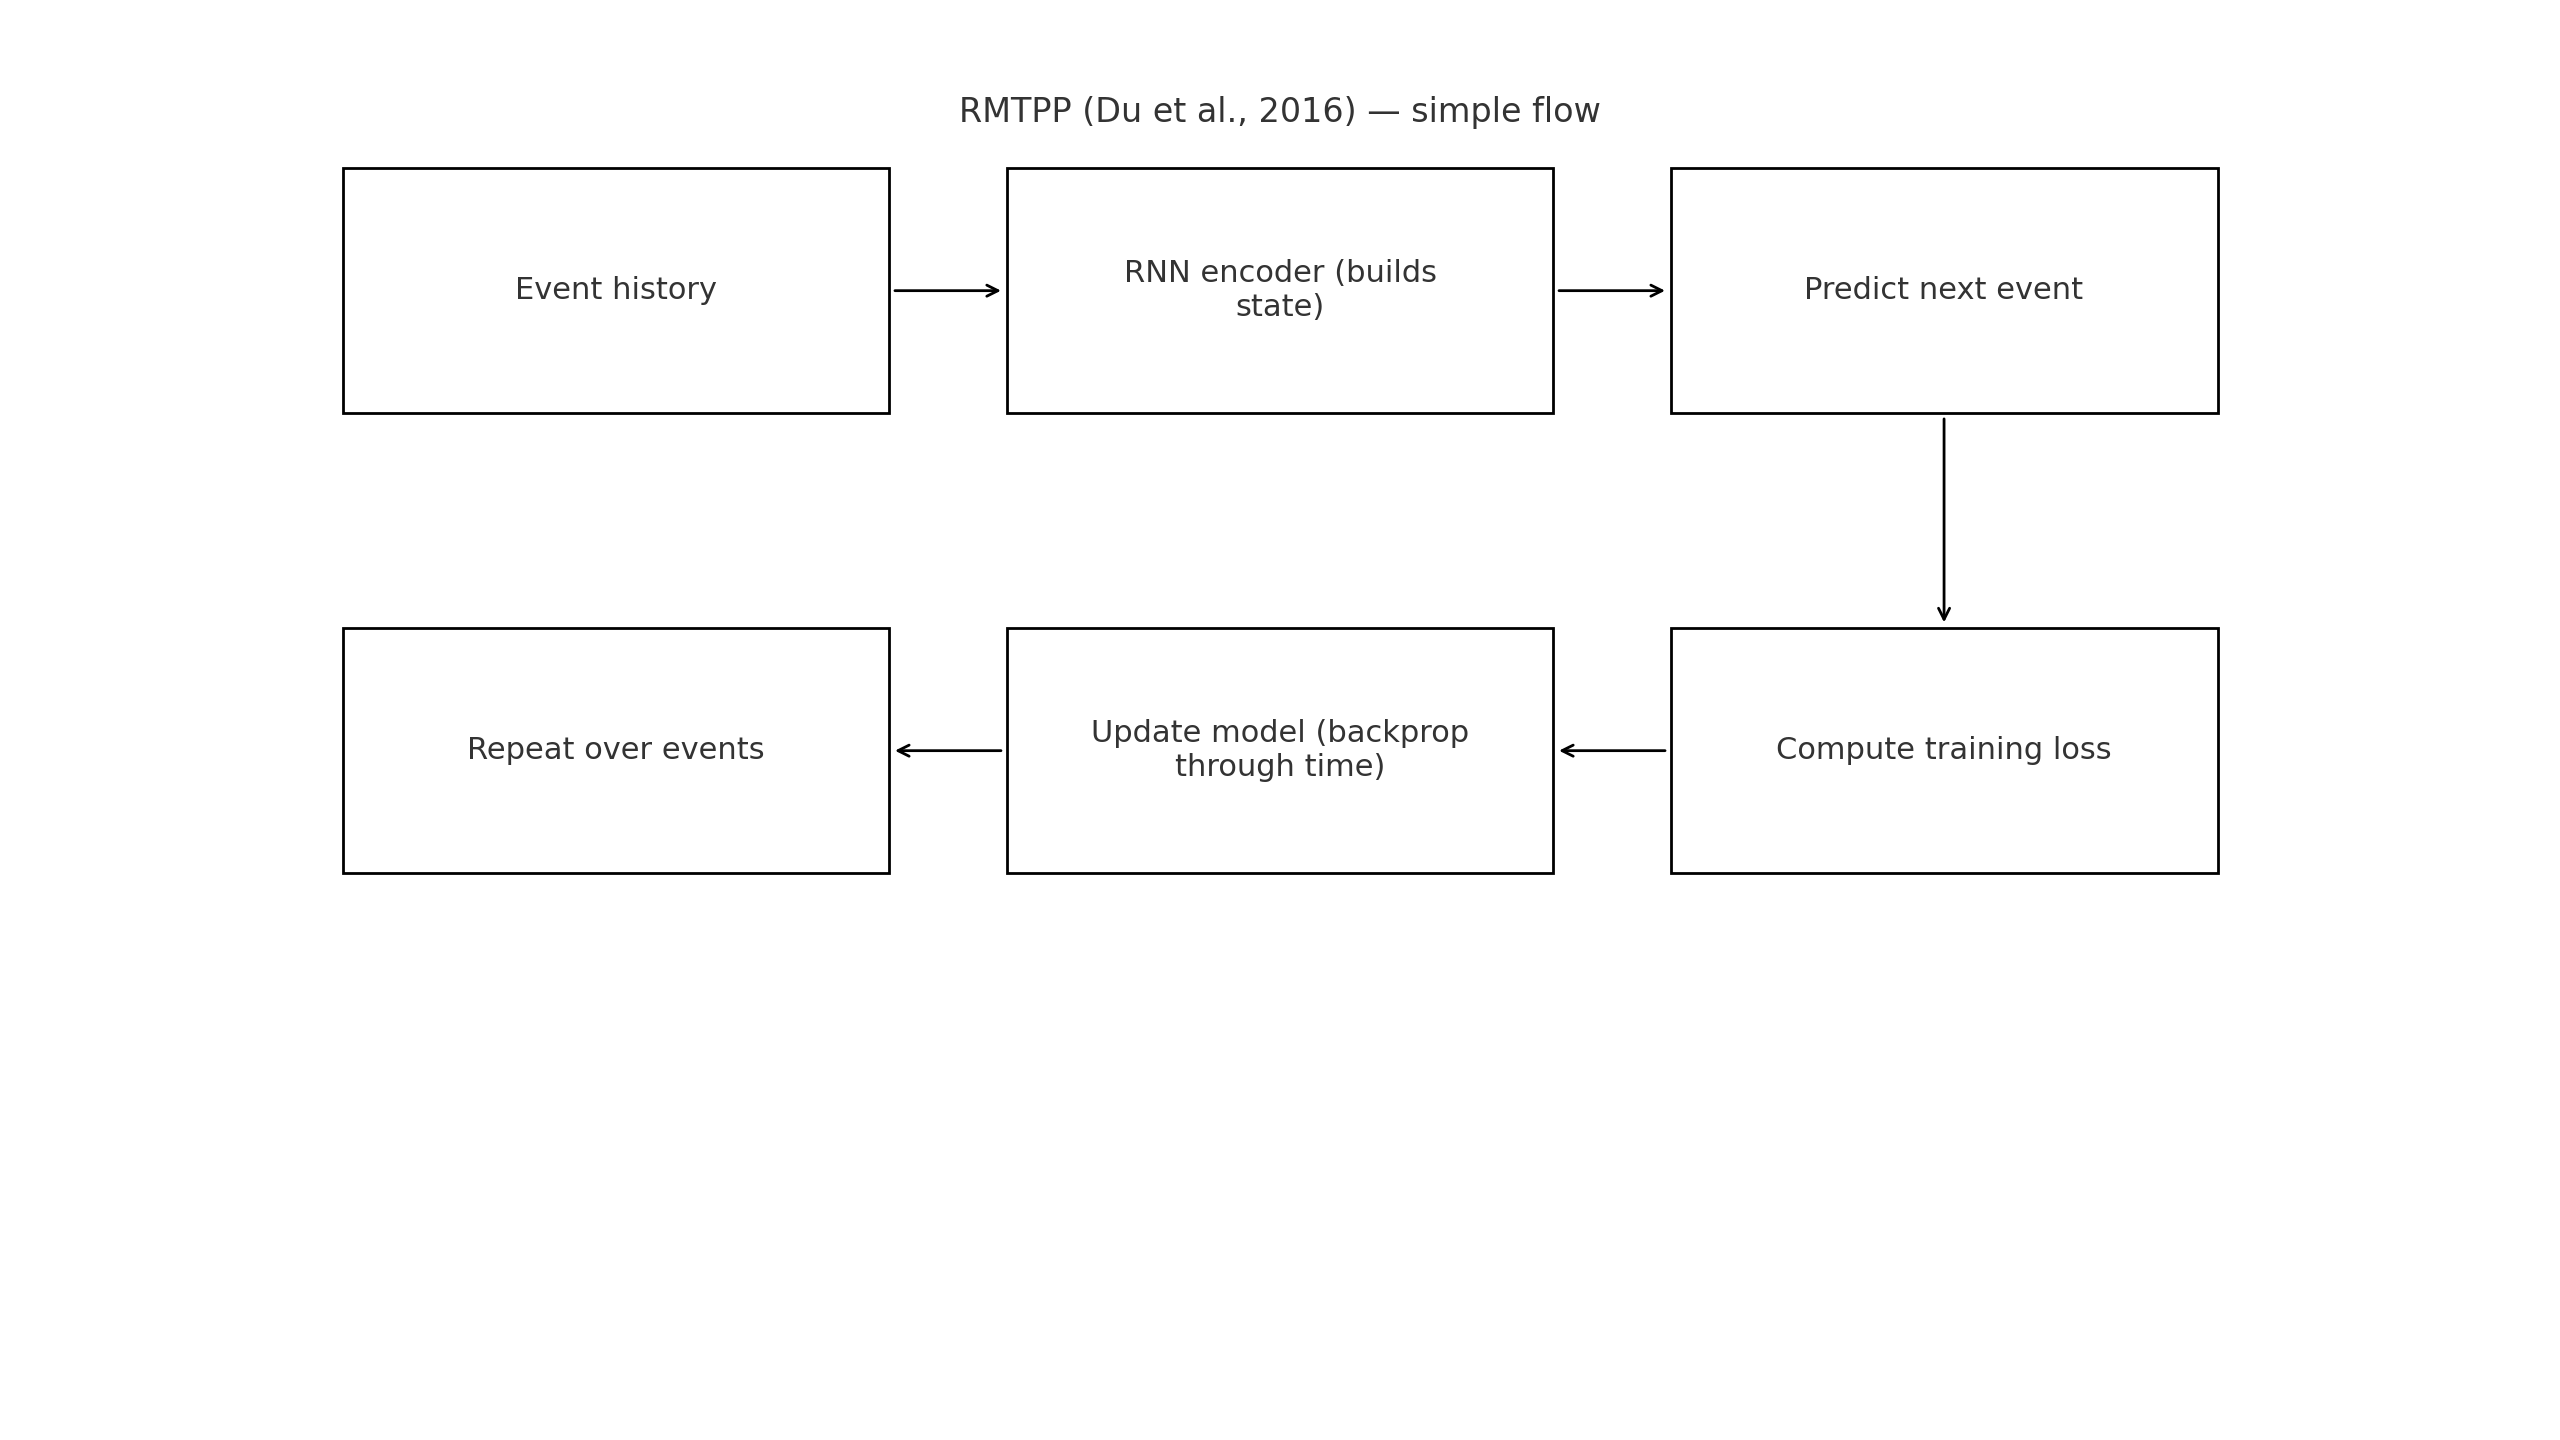 RMTPP (Du et al., 2016) — simple flow
Event history
RNN encoder (builds
state)
Predict next event
Compute training loss
Update model (backprop
through time)
Repeat over events